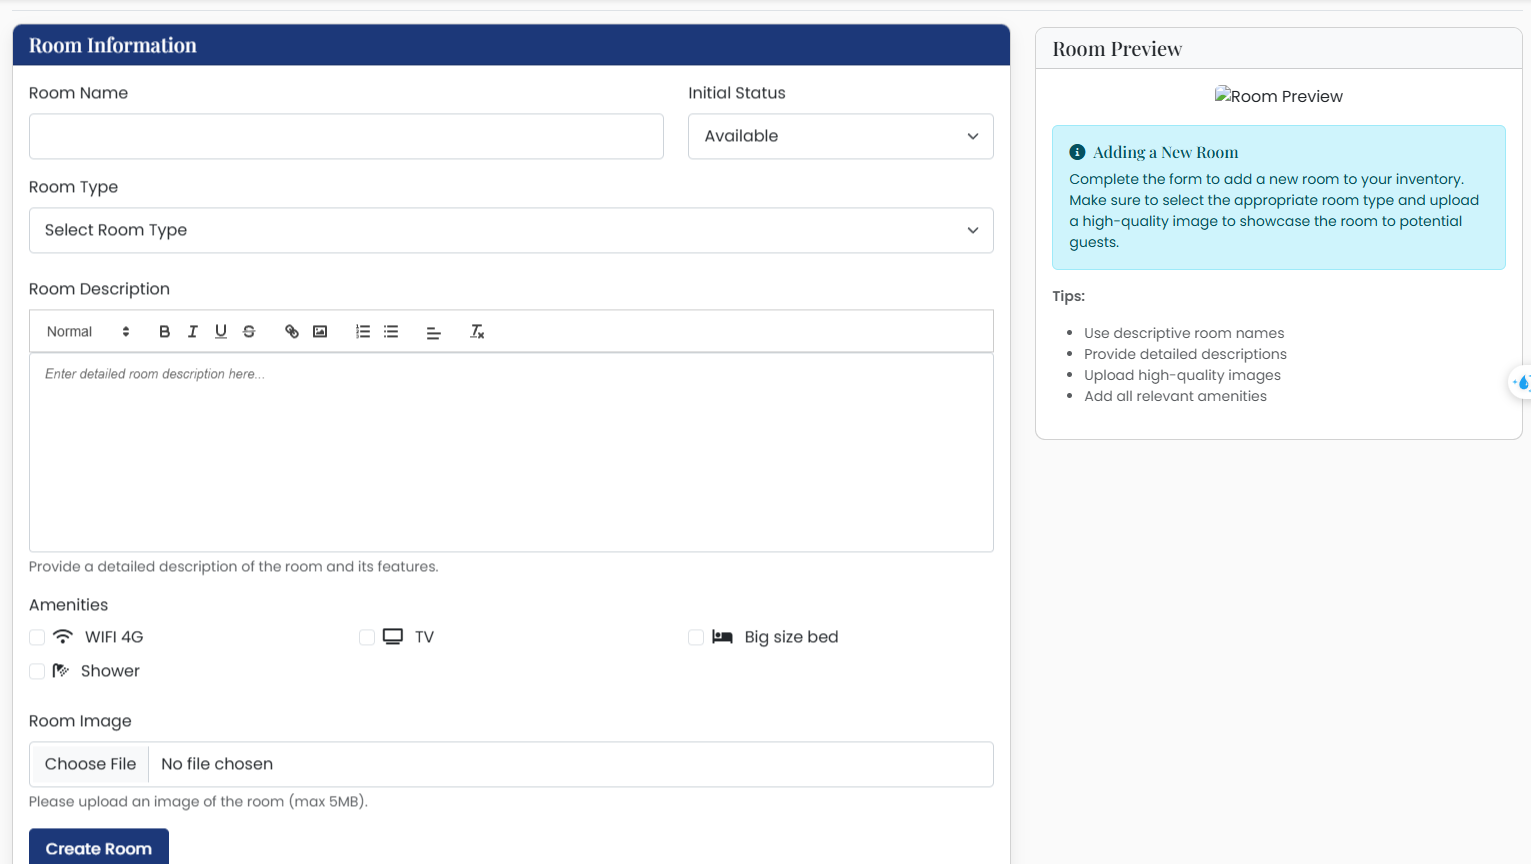 Room Information
Room Name
Initial Status
Available
Room Type
Select Room Type
Room Description
Normal
Enter detailed room description here...
Provide a detailed description of the room and its features.
Amenities
WIFI 4G
TV
Big size bed
Shower
Room Image
Choose File No file chosen
Please upload an image of the room (max 5MB).
Create Room
Room Preview
Room Preview
Adding a New Room
Complete the form to add a new room to your inventory.
Make sure to select the appropriate room type and upload
a high-quality image to showcase the room to potential
guests.
Tips:
Use descriptive room names
Provide detailed descriptions
Upload high-quality images
Add all relevant amenities